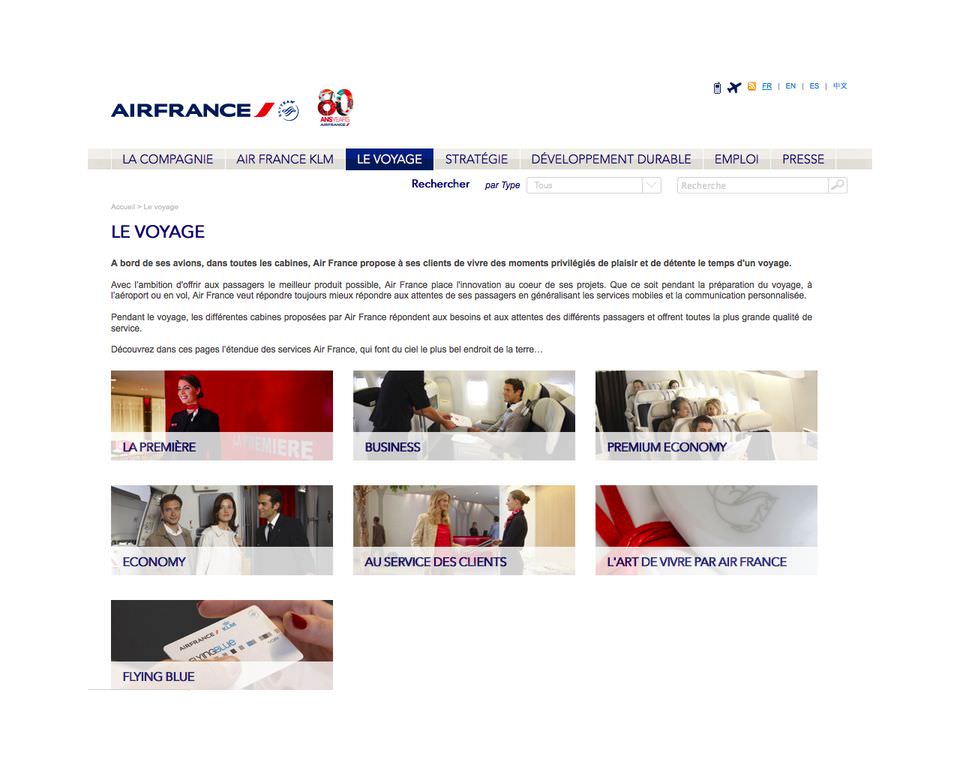 FR | EN | ES | 中文
AIRFRANCE
SKYTEAM
80
ANSYEARS
AIRFRANCE
LA COMPAGNIE
AIR FRANCE KLM
LE VOYAGE
STRATÉGIE
DÉVELOPPEMENT DURABLE
EMPLOI
PRESSE
Rechercher par Type Tous Recherche
Accueil > Le voyage
LE VOYAGE
A bord de ses avions, dans toutes les cabines, Air France propose à ses clients de vivre des moments privilégiés de plaisir et de détente le temps d'un voyage.
Avec l'ambition d'offrir aux passagers le meilleur produit possible, Air France place l'innovation au coeur de ses projets. Que ce soit pendant la préparation du voyage, à
l'aéroport ou en vol, Air France veut répondre toujours mieux répondre aux attentes de ses passagers en généralisant les services mobiles et la communication personnalisée.
Pendant le voyage, les différentes cabines proposées par Air France répondent aux besoins et aux attentes des différents passagers et offrent toutes la plus grande qualité de
service.
Découvrez dans ces pages l'étendue des services Air France, qui font du ciel le plus bel endroit de la terre…
LA PREMIERE
LA PREMIÈRE
BUSINESS
PREMIUM ECONOMY
ECONOMY
AU SERVICE DES CLIENTS
L'ART DE VIVRE PAR AIR FRANCE
AIRFRANCE KLM
FLYINGBLUE
FLYING BLUE